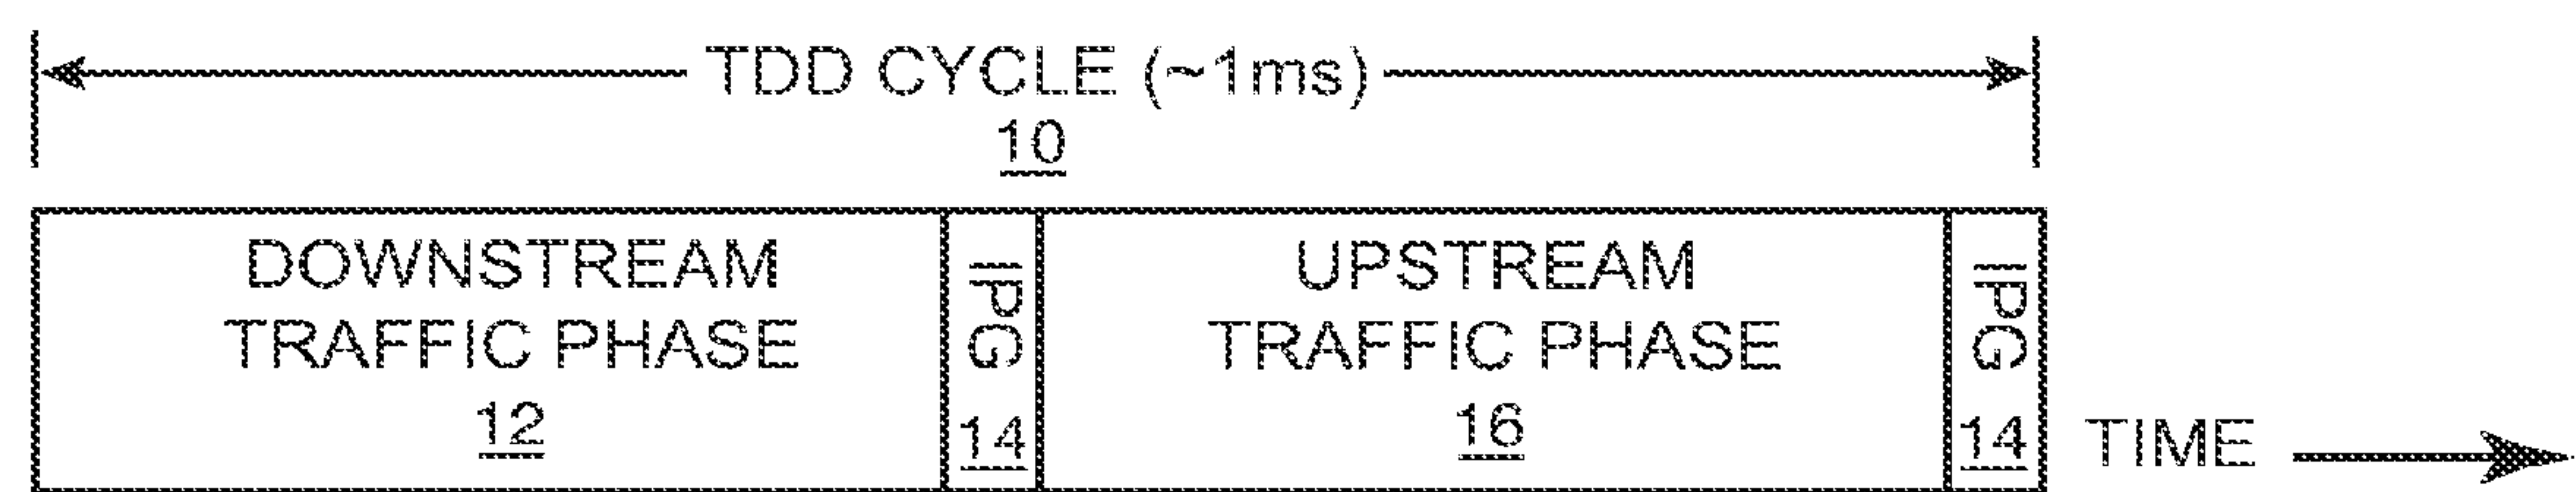 TDD CYCLE (~1ms)
10
DOWNSTREAM
TRAFFIC PHASE
12
IPG
14
UPSTREAM
TRAFFIC PHASE
16
IPG
14
TIME